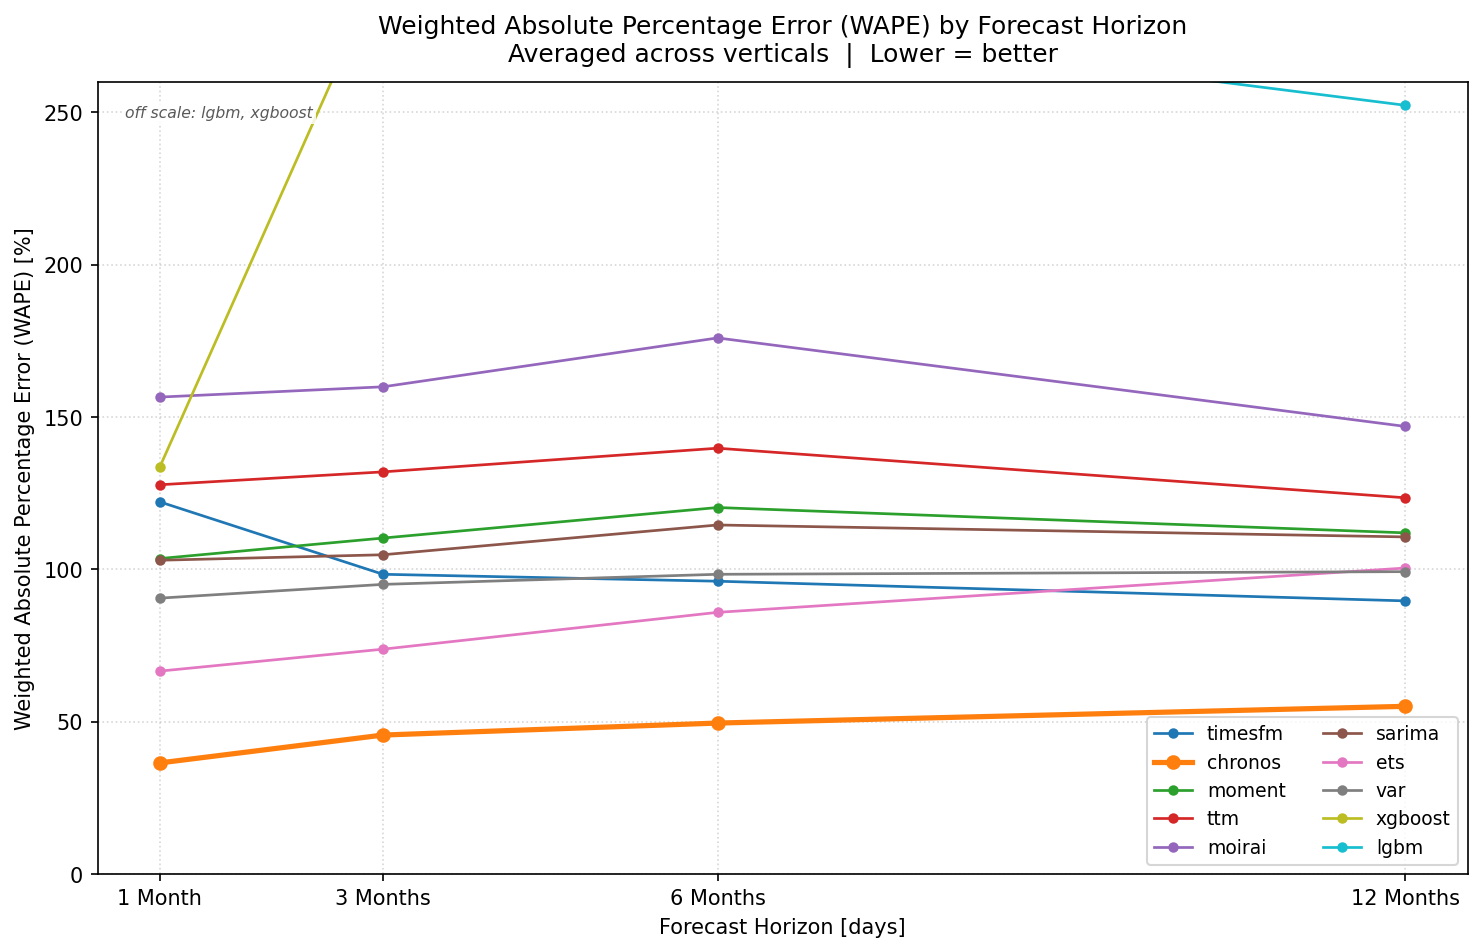 Weighted Absolute Percentage Error (WAPE) by Forecast Horizon
Averaged across verticals | Lower = better
off scale: lgbm, xgboost
250
200
150
100
50
0
Weighted Absolute Percentage Error (WAPE) [%]
timesfm
chronos
moment
ttm
moirai
sarima
ets
var
xgboost
lgbm
1 Month
3 Months
6 Months
12 Months
Forecast Horizon [days]